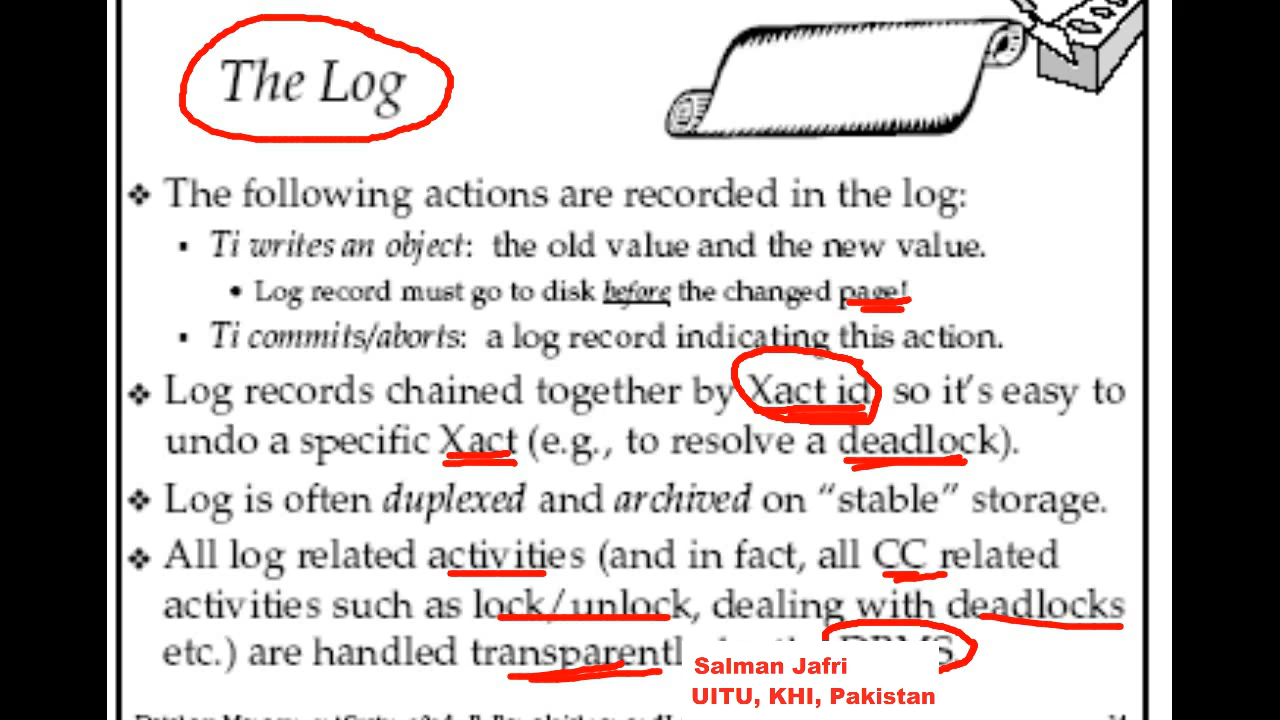 The Log
❖ The following actions are recorded in the log:
▪ Ti writes an object: the old value and the new value.
• Log record must go to disk before the changed page!
▪ Ti commits/aborts: a log record indicating this action.
❖ Log records chained together by Xact id, so it's easy to
undo a specific Xact (e.g., to resolve a deadlock).
❖ Log is often duplexed and archived on “stable” storage.
❖ All log related activities (and in fact, all CC related
activities such as lock/unlock, dealing with deadlocks
etc.) are handled DBMS.
Salman Jafri
UITU, KHI, Pakistan